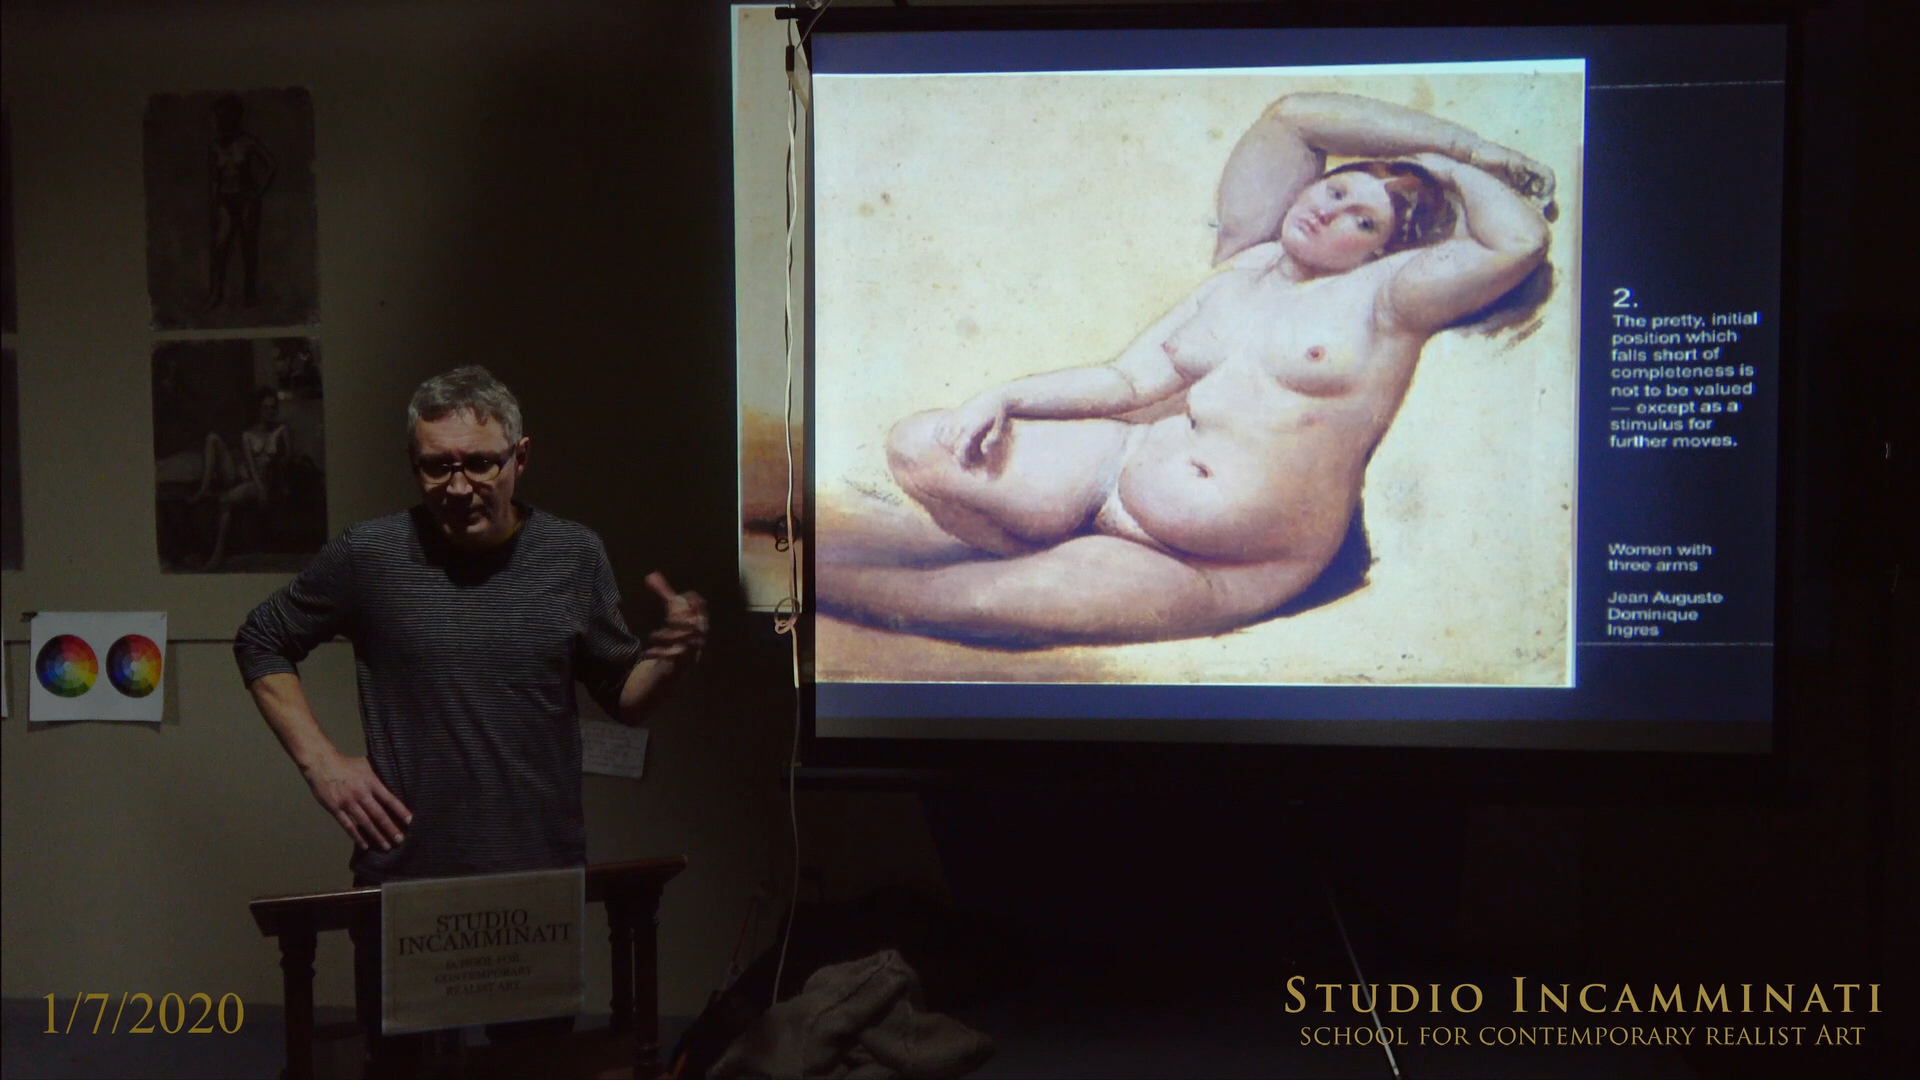 2.
The pretty, initial
position which
falls short of
completeness is
not to be valued
— except as a
stimulus for
further moves.
Women with
three arms
Jean Auguste
Dominique
Ingres
STUDIO
INCAMMINATI
SCHOOL FOR
CONTEMPORARY
REALIST ART
1/7/2020
STUDIO INCAMMINATI
SCHOOL FOR CONTEMPORARY REALIST ART